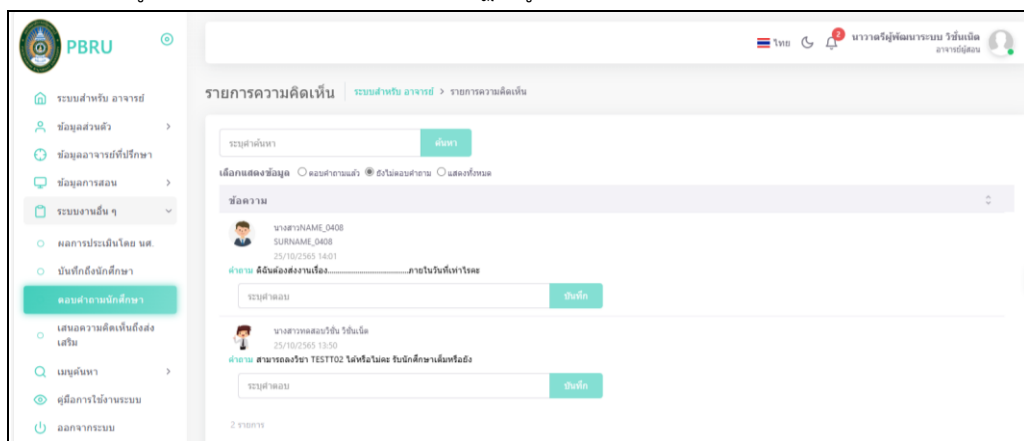 PBRU
ไทย
2
นาวาตรีผู้พัฒนาระบบ วิชั่นเน็ต
อาจารย์ผู้สอน
ระบบสำหรับ อาจารย์
ข้อมูลส่วนตัว
ข้อมูลอาจารย์ที่ปรึกษา
ข้อมูลการสอน
ระบบงานอื่น ๆ
ผลการประเมินโดย นศ.
บันทึกถึงนักศึกษา
ตอบคำถามนักศึกษา
เสนอความคิดเห็นถึงส่ง
เสริม
เมนูค้นหา
คู่มือการใช้งานระบบ
ออกจากระบบ
รายการความคิดเห็น ระบบสำหรับ อาจารย์ > รายการความคิดเห็น
ระบุคำค้นหา ค้นหา
เลือกแสดงข้อมูล ตอบคำถามแล้ว ยังไม่ตอบคำถาม แสดงทั้งหมด
ข้อความ
นางสาวNAME_0408
SURNAME_0408
25/10/2565 14:01
คำถาม ดิฉันต้องส่งงานเรื่อง.......................................ภายในวันที่เท่าไรคะ
ระบุคำตอบ บันทึก
นางสาวทดสอบวิชั่น วิชั่นเน็ต
25/10/2565 13:50
คำถาม สามารถลงวิชา TESTT02 ได้หรือไม่คะ รับนักศึกษาเต็มหรือยัง
ระบุคำตอบ บันทึก
2 รายการ